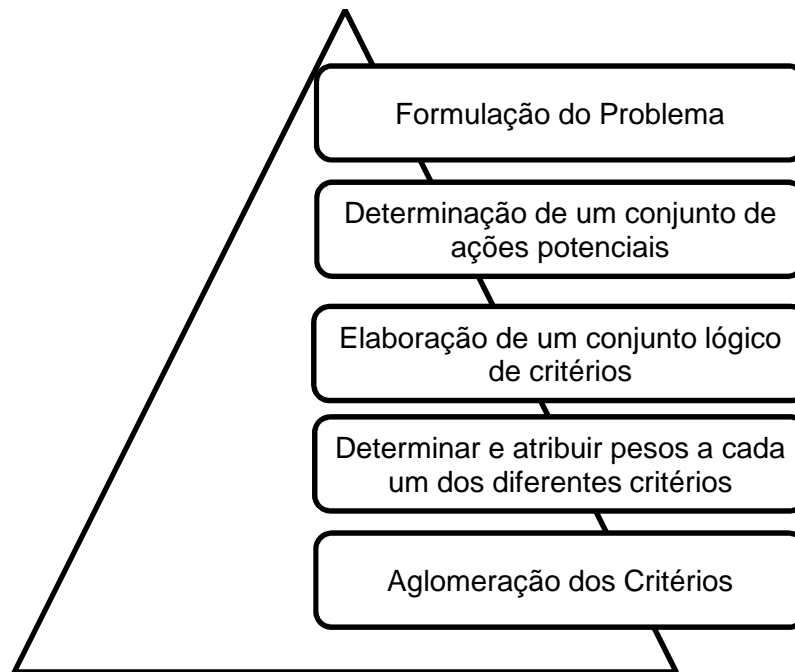 Formulação do Problema
Determinação de um conjunto de
ações potenciais
Elaboração de um conjunto lógico
de critérios
Determinar e atribuir pesos a cada
um dos diferentes critérios
Aglomeração dos Critérios